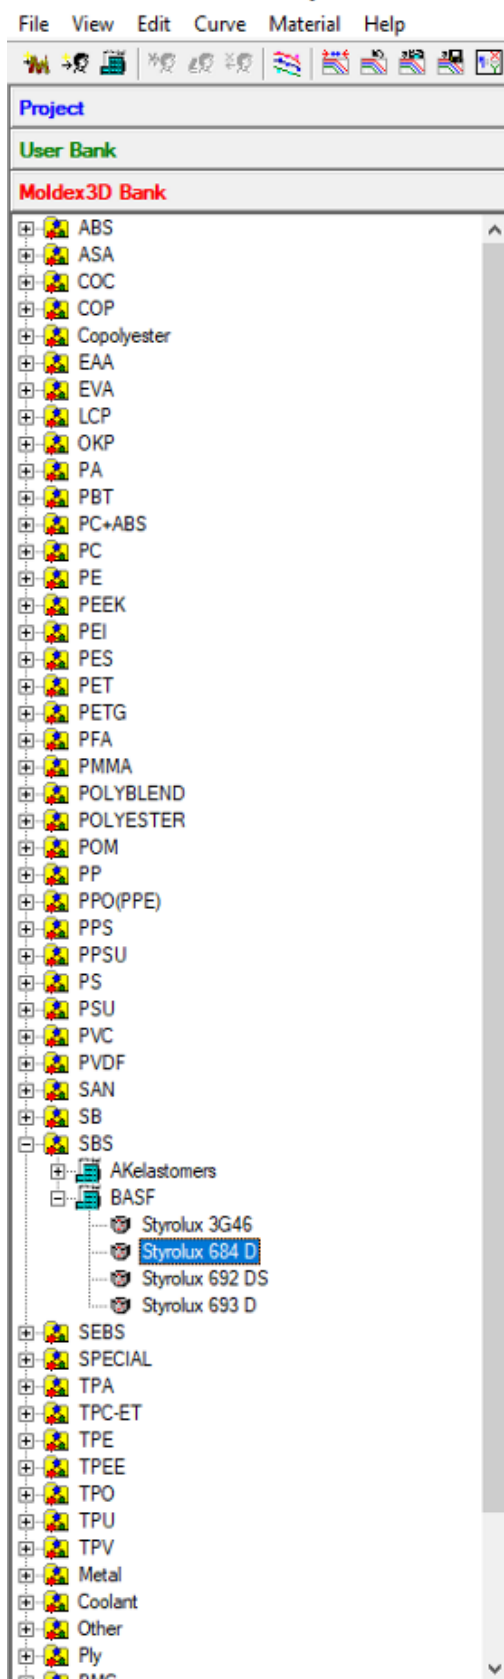 File View Edit Curve Material Help
Project
User Bank
Moldex3D Bank
ABS
ASA
COC
COP
Copolyester
EAA
EVA
LCP
OKP
PA
PBT
PC+ABS
PC
PE
PEEK
PEI
PES
PET
PETG
PFA
PMMA
POLYBLEND
POLYESTER
POM
PP
PPO(PPE)
PPS
PPSU
PS
PSU
PVC
PVDF
SAN
SB
SBS
AKelastomers
BASF
Styrolux 3G46
Styrolux 684 D
Styrolux 692 DS
Styrolux 693 D
SEBS
SPECIAL
TPA
TPC-ET
TPE
TPEE
TPO
TPU
TPV
Metal
Coolant
Other
Ply